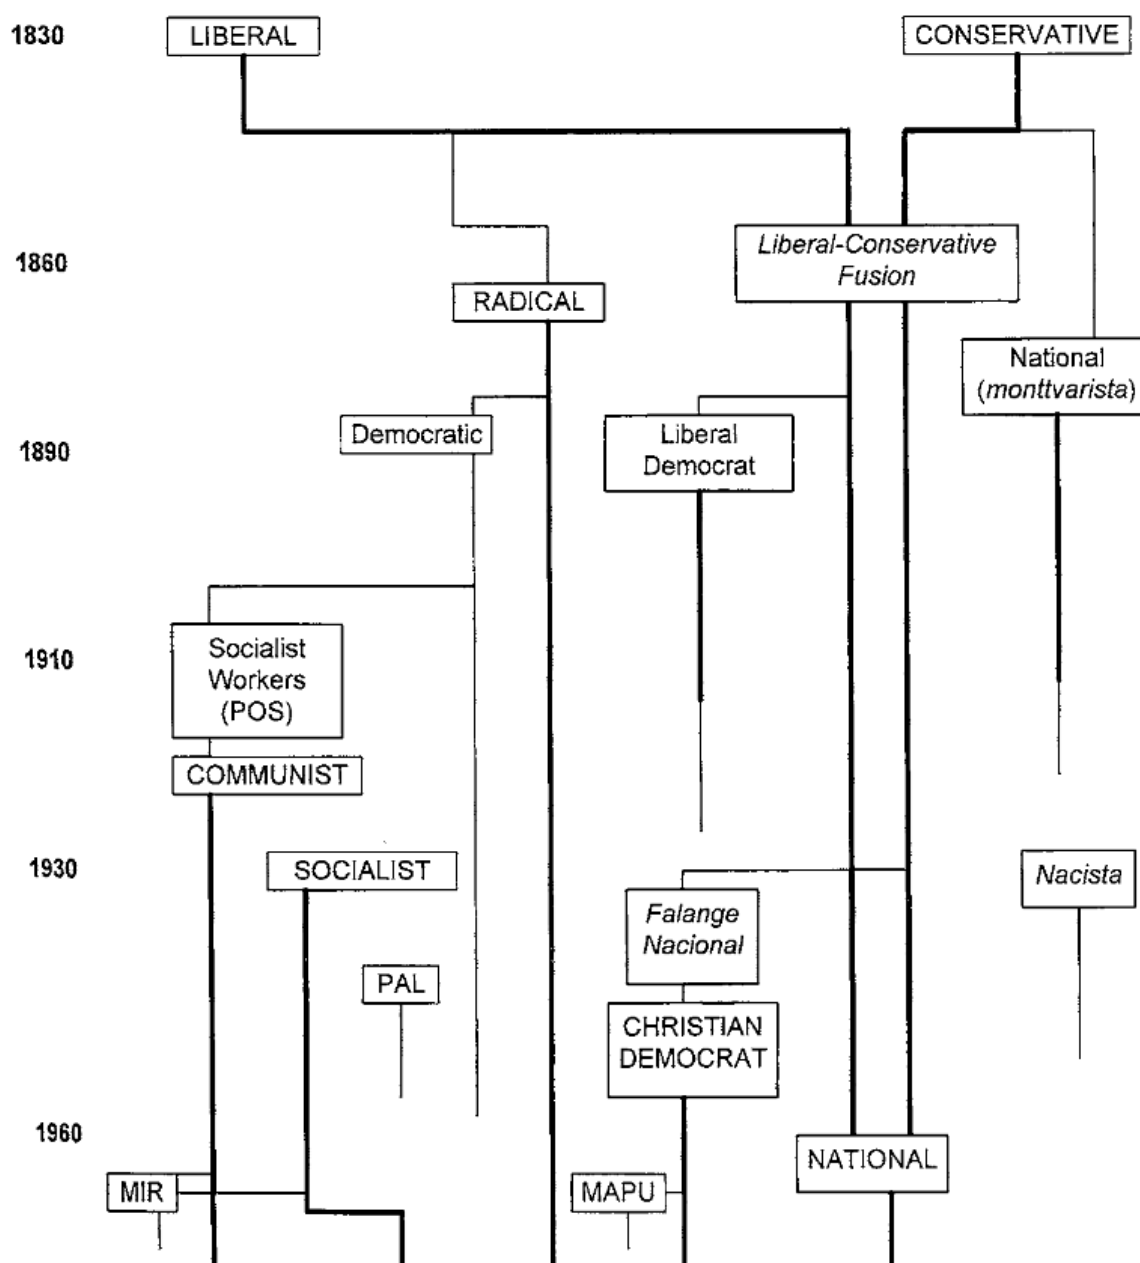 1830
LIBERAL
CONSERVATIVE
1860
Liberal-Conservative
Fusion
RADICAL
National
(monttvarista)
Democratic
Liberal
Democrat
1890
Socialist
Workers
(POS)
1910
COMMUNIST
1930
SOCIALIST
Nacista
Falange
Nacional
PAL
CHRISTIAN
DEMOCRAT
1960
NATIONAL
MIR
MAPU